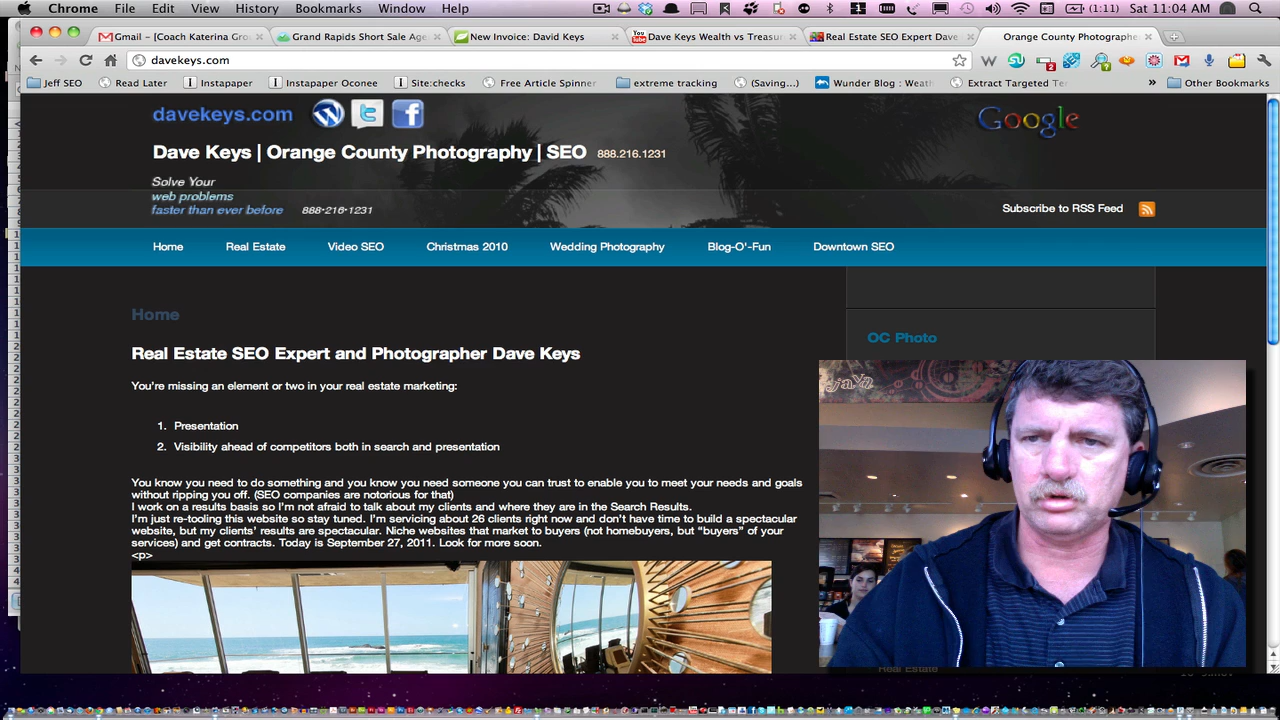 Chrome File Edit View History Bookmarks Window Help 1 (1:11) Sat 11:04 AM
Gmail – [Coach Katerina Gro Grand Rapids Short Sale Age New Invoice: David Keys Dave Keys Wealth vs Treasur Real Estate SEO Expert Dave Orange County Photographe
davekeys.com
Jeff SEO Read Later Instapaper Instapaper Ocenne Site:checks Free Article Spinner extreme tracking (Saving...) Wunder Blog : Weath Extract Targeted Ter » Other Bookmarks
davekeys.com Google
Dave Keys | Orange County Photography | SEO 888.216.1231
Solve Your
web problems
faster than ever before 888-216-1231
Subscribe to RSS Feed
Home Real Estate Video SEO Christmas 2010 Wedding Photography Blog-O'-Fun Downtown SEO
Home
OC Photo
Real Estate SEO Expert and Photographer Dave Keys
You're missing an element or two in your real estate marketing:
1. Presentation
2. Visibility ahead of competitors both in search and presentation
You know you need to do something and you know you need someone you can trust to enable you to meet your needs and goals
without ripping you off. (SEO companies are notorious for that)
I work on a results basis so I'm not afraid to talk about my clients and where they are in the Search Results.
I'm just re-tooling this website so stay tuned. I'm servicing about 26 clients right now and don't have time to build a spectacular
website, but my clients' results are spectacular. Niche websites that market to buyers (not homebuyers, but "buyers" of your
services) and get contracts. Today is September 27, 2011. Look for more soon.
<p>
Real Estate